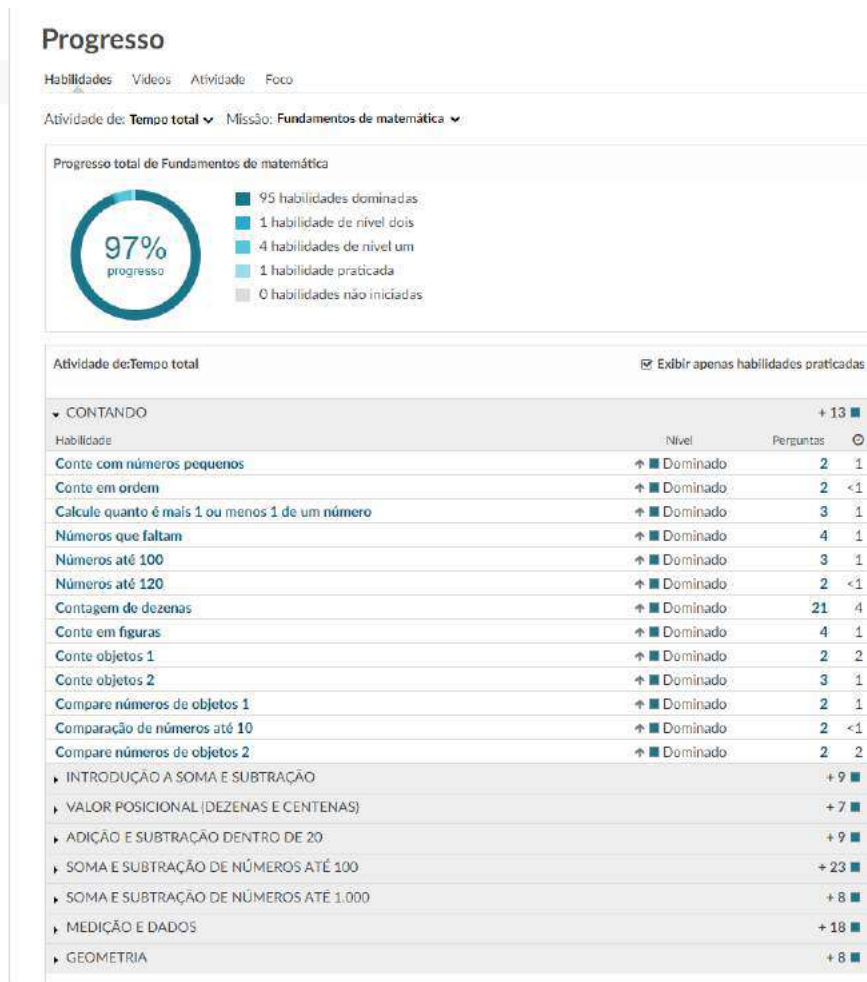 Progresso
Habilidades Vídeos Atividade Foco
Atividade de: Tempo total Missão: Fundamentos de matemática
Progresso total de Fundamentos de matemática
97%
progresso
95 habilidades dominadas
1 habilidade de nível dois
4 habilidades de nível um
1 habilidade praticada
0 habilidades não iniciadas
Atividade de:Tempo total Exibir apenas habilidades praticadas
CONTANDO + 13
Habilidade Nível Perguntas
Conte com números pequenos Dominado 2 1
Conte em ordem Dominado 2 <1
Calcule quanto é mais 1 ou menos 1 de um número Dominado 3 1
Números que faltam Dominado 4 1
Números até 100 Dominado 3 1
Números até 120 Dominado 2 <1
Contagem de dezenas Dominado 21 4
Conte em figuras Dominado 4 1
Conte objetos 1 Dominado 2 2
Conte objetos 2 Dominado 3 1
Compare números de objetos 1 Dominado 2 1
Comparação de números até 10 Dominado 2 <1
Compare números de objetos 2 Dominado 2 2
INTRODUÇÃO A SOMA E SUBTRAÇÃO + 9
VALOR POSICIONAL (DEZENAS E CENTENAS) + 7
ADIÇÃO E SUBTRAÇÃO DENTRO DE 20 + 9
SOMA E SUBTRAÇÃO DE NÚMEROS ATÉ 100 + 23
SOMA E SUBTRAÇÃO DE NÚMEROS ATÉ 1.000 + 8
MEDIÇÃO E DADOS + 18
GEOMETRIA + 8